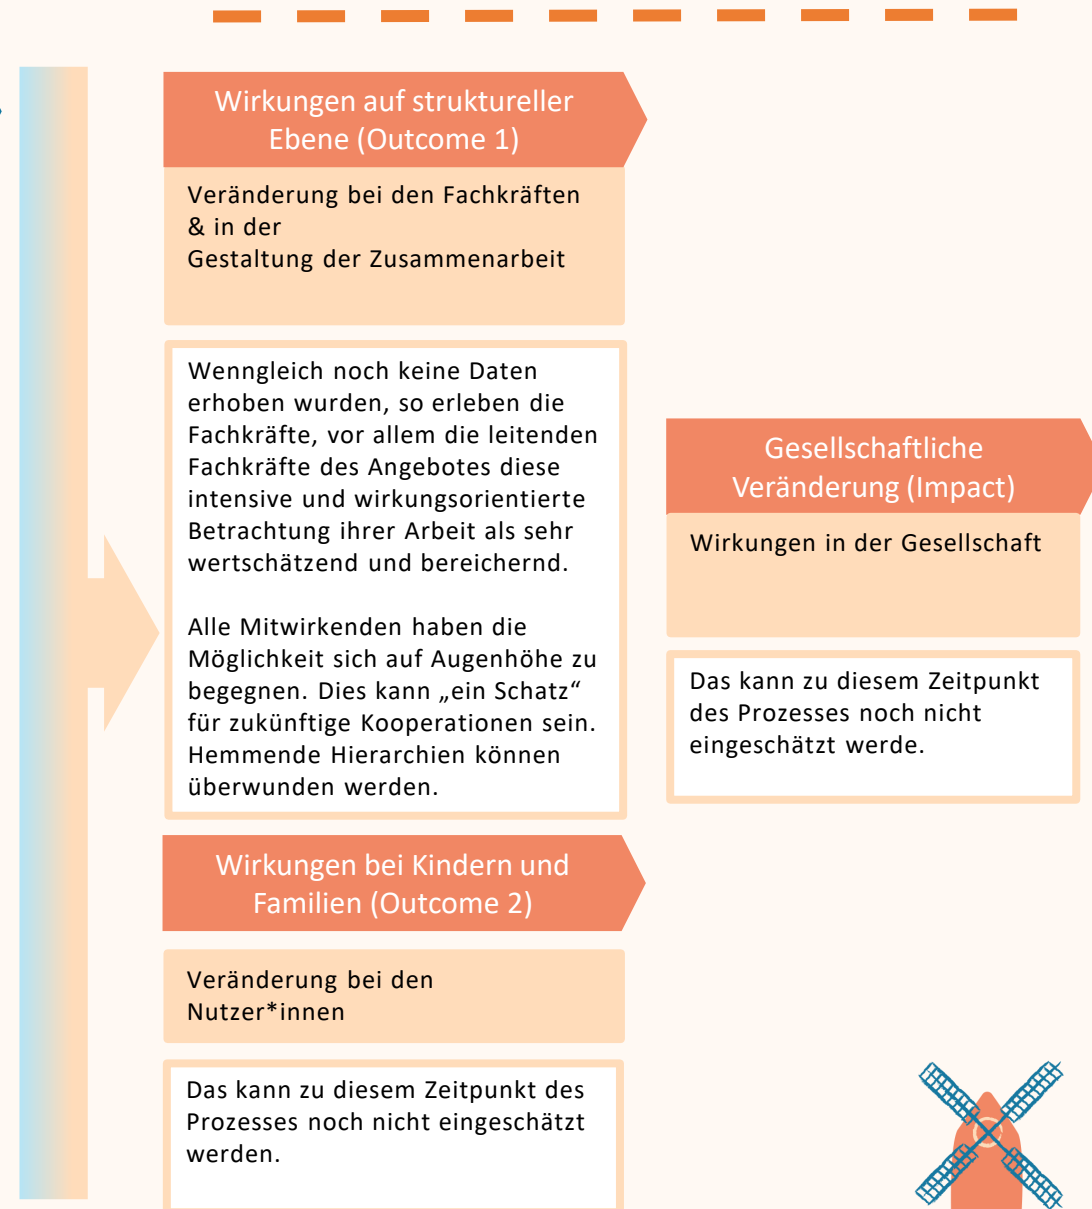 Wirkungen auf struktureller
Ebene (Outcome 1)
Veränderung bei den Fachkräften
& in der
Gestaltung der Zusammenarbeit
Wenngleich noch keine Daten
erhoben wurden, so erleben die
Fachkräfte, vor allem die leitenden
Fachkräfte des Angebotes diese
intensive und wirkungsorientierte
Betrachtung ihrer Arbeit als sehr
wertschätzend und bereichernd.
Alle Mitwirkenden haben die
Möglichkeit sich auf Augenhöhe zu
begegnen. Dies kann „ein Schatz“
für zukünftige Kooperationen sein.
Hemmende Hierarchien können
überwunden werden.
Wirkungen bei Kindern und
Familien (Outcome 2)
Veränderung bei den
Nutzer*innen
Das kann zu diesem Zeitpunkt des
Prozesses noch nicht eingeschätzt
werden.
Gesellschaftliche
Veränderung (Impact)
Wirkungen in der Gesellschaft
Das kann zu diesem Zeitpunkt
des Prozesses noch nicht
eingeschätzt werde.